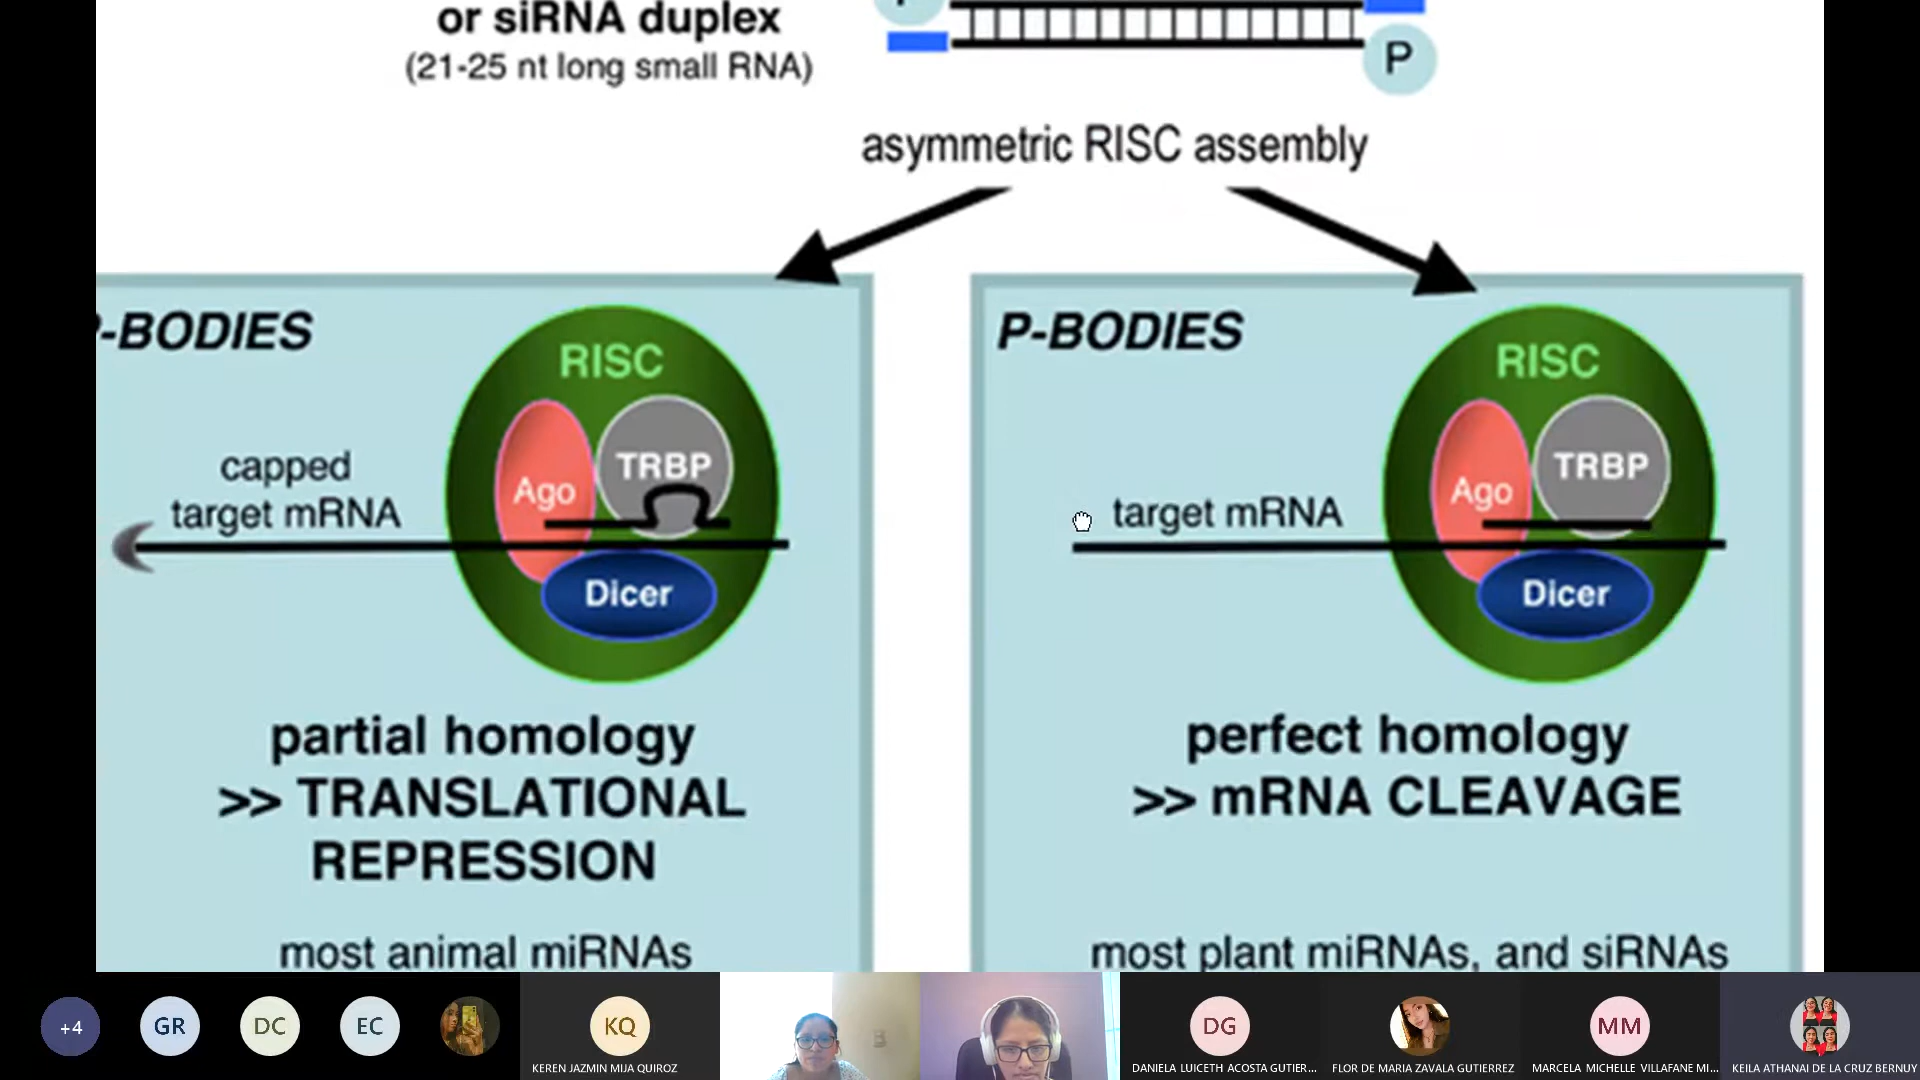 or siRNA duplex
(21-25 nt long small RNA)
P
asymmetric RISC assembly
-BODIES
RISC
Ago
TRBP
capped
target mRNA
Dicer
partial homology
>> TRANSLATIONAL
REPRESSION
most animal miRNAs
P-BODIES
RISC
Ago
TRBP
target mRNA
Dicer
perfect homology
>> mRNA CLEAVAGE
most plant miRNAs, and siRNAs
+4
GR
DC
EC
KQ
KEREN JAZMIN MIJA QUIROZ
DG
DANIELA LUICETH ACOSTA GUTIER...
FLOR DE MARIA ZAVALA GUTIERREZ
MM
MARCELA MICHELLE VILLAFANE MI...
KEILA ATHANAI DE LA CRUZ BERNUY